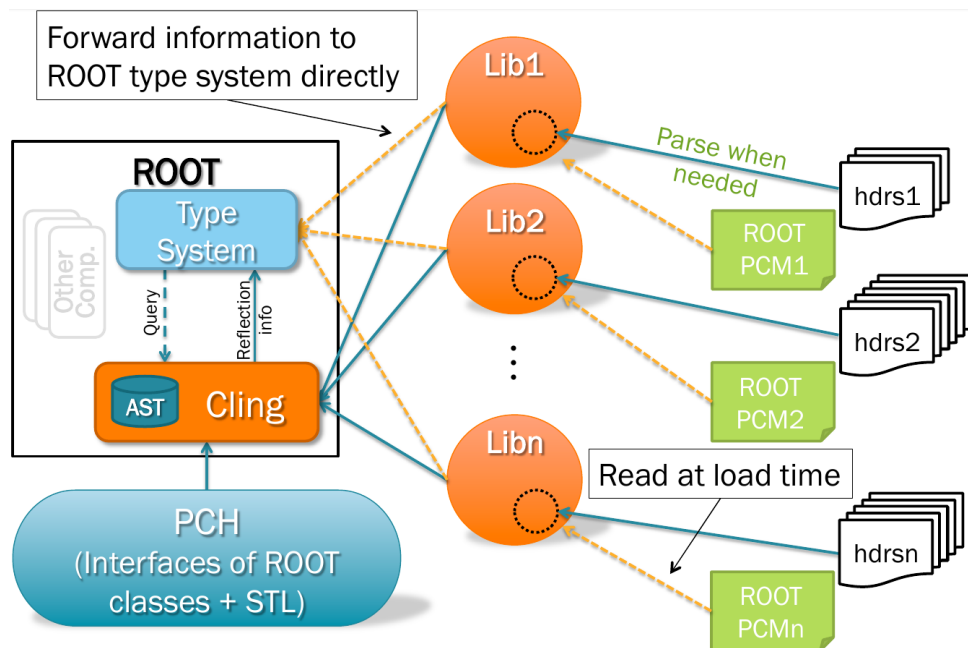 Forward information to
ROOT type system directly
Lib1
Parse when
needed
hdrs1
ROOT
PCM1
ROOT
Type
System
Other
Comp.
Query
Reflection
info
AST
Cling
Lib2
hdrs2
ROOT
PCM2
Libn
Read at load time
hdrsn
ROOT
PCMn
PCH
(Interfaces of ROOT
classes + STL)